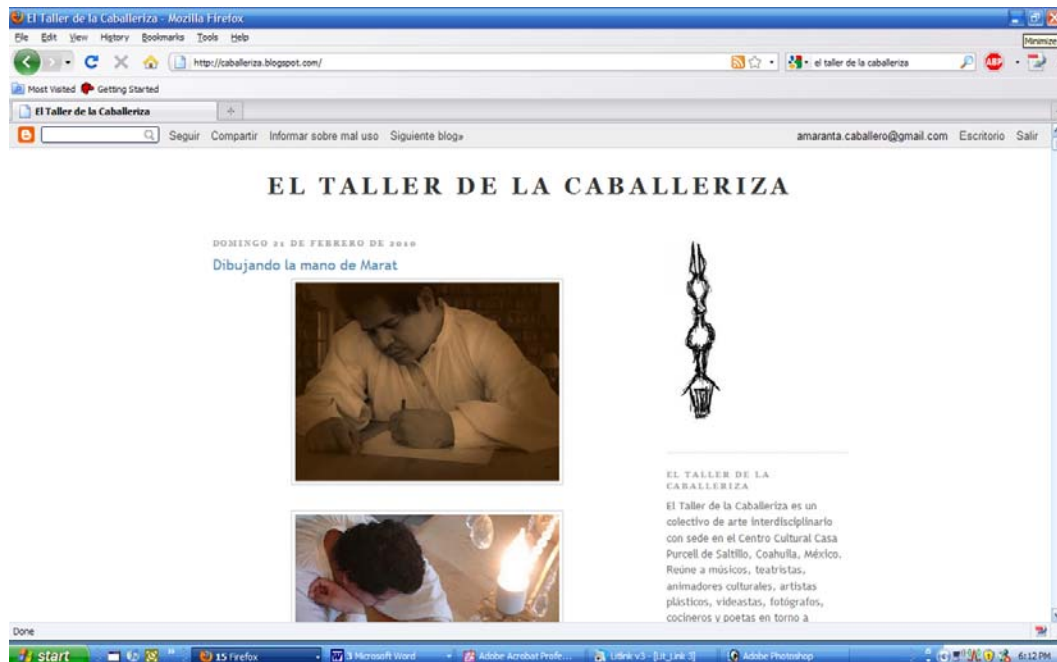 El Taller de la Caballeriza - Mozilla Firefox
File Edit View History Bookmarks Tools Help
Minimize
http://caballeriza.blogspot.com/
el taller de la caballeriza
ABP
Most Visited Getting Started
El Taller de la Caballeriza
Seguir Compartir Informar sobre mal uso Siguiente blog»
amaranta.caballero@gmail.com Escritorio Salir
EL TALLER DE LA CABALLERIZA
DOMINGO 21 DE FEBRERO DE 2010
Dibujando la mano de Marat
EL TALLER DE LA
CABALLERIZA
El Taller de la Caballeriza es un
colectivo de arte interdisciplinario
con sede en el Centro Cultural Casa
Purcell de Saltillo, Coahuila, México.
Reúne a músicos, teatristas,
animadores culturales, artistas
plásticos, videastas, fotógrafos,
cocineros y poetas en torno a
Done
start
15 Firefox
3 Microsoft Word
Adobe Acrobat Profe...
Litlink v3 - [Lit_Link 3]
Adobe Photoshop
6:12 PM